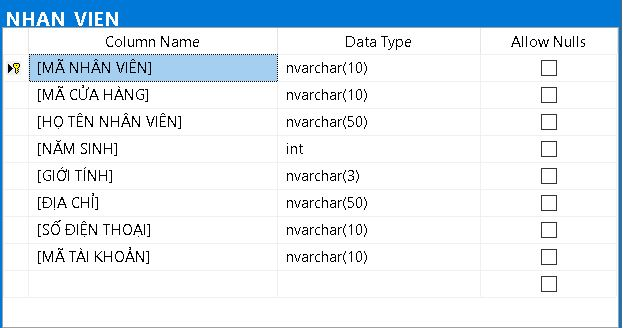 NHAN_VIEN
Column Name Data Type Allow Nulls
[MÃ NHÂN VIÊN] nvarchar(10)
[MÃ CỬA HÀNG] nvarchar(10)
[HỌ TÊN NHÂN VIÊN] nvarchar(50)
[NĂM SINH] int
[GIỚI TÍNH] nvarchar(3)
[ĐỊA CHỈ] nvarchar(50)
[SỐ ĐIỆN THOẠI] nvarchar(10)
[MÃ TÀI KHOẢN] nvarchar(10)